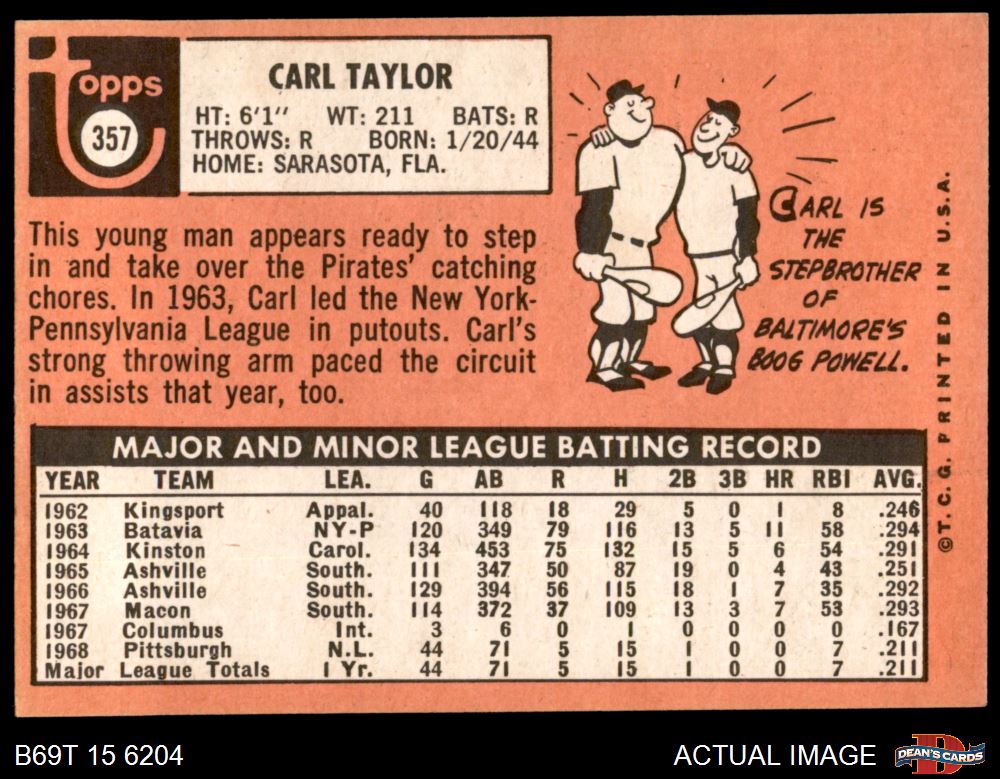 topps
357
CARL TAYLOR
HT: 6'1" WT: 211 BATS: R
THROWS: R BORN: 1/20/44
HOME: SARASOTA, FLA.
This young man appears ready to step
in and take over the Pirates' catching
chores. In 1963, Carl led the New York-
Pennsylvania League in putouts. Carl's
strong throwing arm paced the circuit
in assists that year, too.
CARL IS
THE
STEPBROTHER
OF
BALTIMORE'S
BOOG POWELL.
© T. C. G. PRINTED IN U.S.A.
MAJOR AND MINOR LEAGUE BATTING RECORD
YEAR TEAM LEA. G AB R H 2B 3B HR RBI AVG.
1962 Kingsport Appal. 40 118 18 29 5 0 1 8 .246
1963 Batavia NY-P 120 349 79 116 13 5 11 58 .294
1964 Kinston Carol. 134 453 75 132 15 5 6 54 .291
1965 Ashville South. 111 347 50 87 19 0 4 43 .251
1966 Ashville South. 129 394 56 115 18 1 7 35 .292
1967 Macon South. 114 372 37 109 13 3 7 53 .293
1967 Columbus Int. 3 6 0 1 0 0 0 0 .167
1968 Pittsburgh N.L. 44 71 5 15 1 0 0 7 .211
Major League Totals 1 Yr. 44 71 5 15 1 0 0 7 .211
B69T 15 6204
ACTUAL IMAGE
D
DEAN'S CARDS